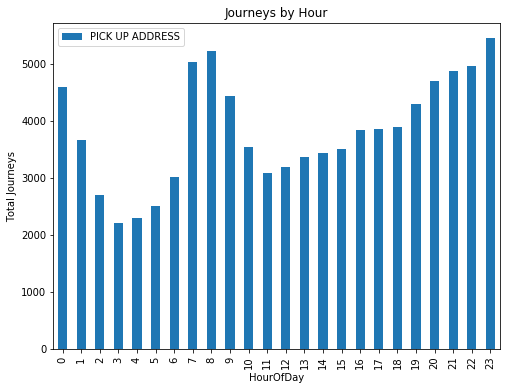 Journeys by Hour
PICK UP ADDRESS
5000
4000
3000
2000
1000
0
Total Journeys
0 1 2 3 4 5 6 7 8 9 10 11 12 13 14 15 16 17 18 19 20 21 22 23
HourOfDay